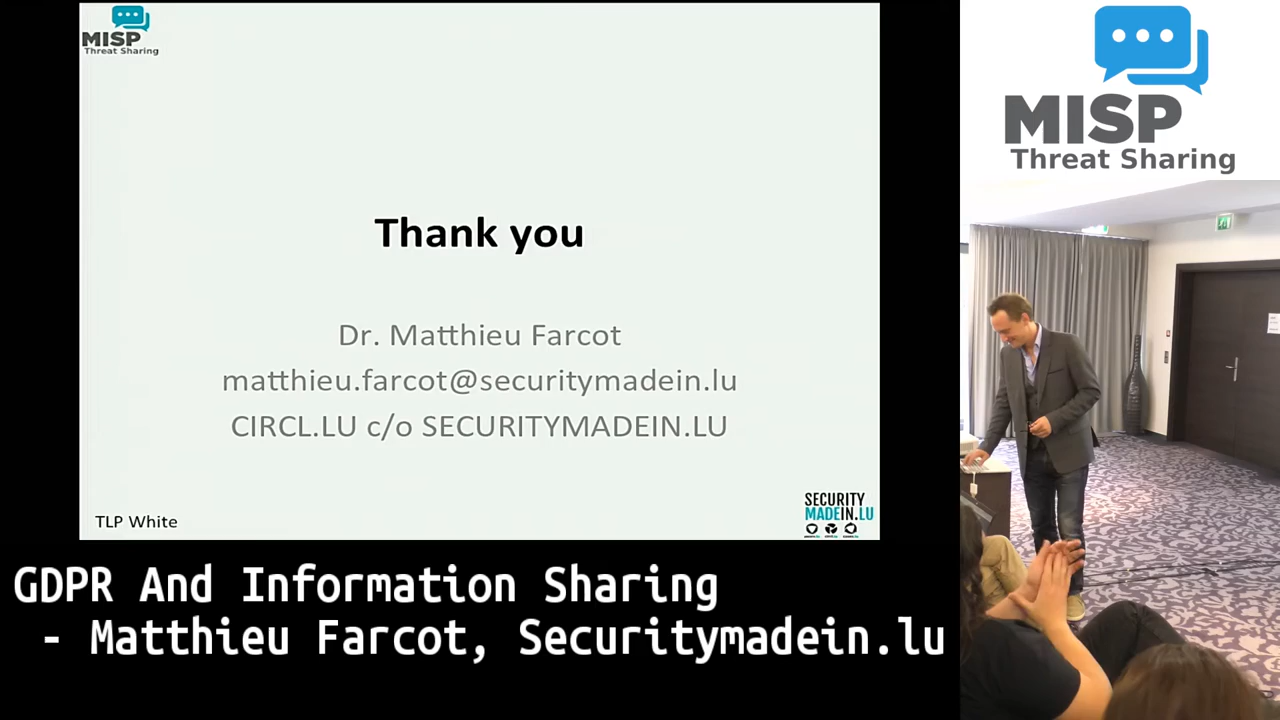 MISP
Threat Sharing
Thank you
Dr. Matthieu Farcot
matthieu.farcot@securitymadein.lu
CIRCL.LU c/o SECURITYMADEIN.LU
TLP White
SECURITY
MADEIN.LU
MISP
Threat Sharing
GDPR And Information Sharing
- Matthieu Farcot, Securitymadein.lu